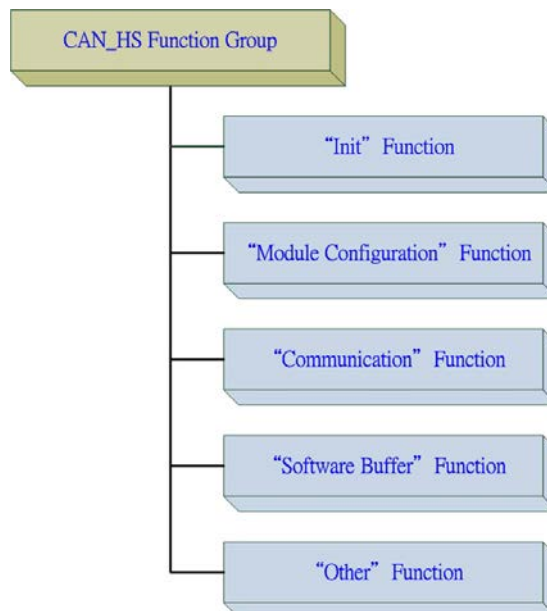 CAN_HS Function Group
“Init” Function
“Module Configuration” Function
“Communication” Function
“Software Buffer” Function
“Other” Function